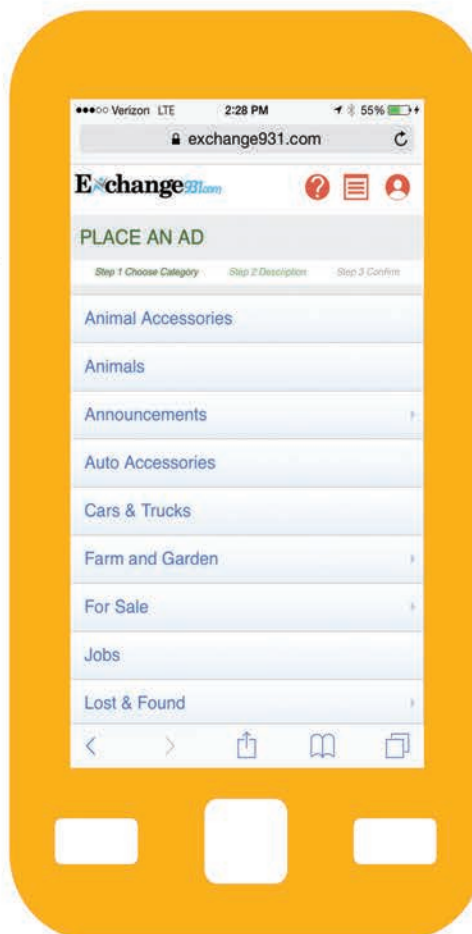 Verizon LTE 2:28 PM 55%
exchange931.com
Exchange931.com
PLACE AN AD
Step 1 Choose Category Step 2 Description Step 3 Confirm
Animal Accessories
Animals
Announcements
Auto Accessories
Cars & Trucks
Farm and Garden
For Sale
Jobs
Lost & Found